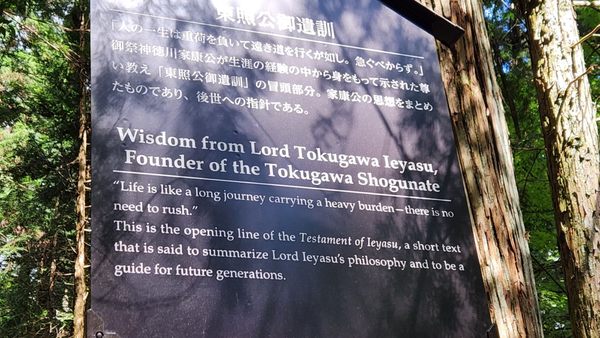 東照公御遺訓
「人の一生は重荷を負いて遠き道を行くが如し。急ぐべからず。」
御祭神徳川家康公が生涯の経験の中から身をもって示された尊
い教え「東照公御遺訓」の冒頭部分。家康公の思想をまとめ
たものであり、後世への指針である。
Wisdom from Lord Tokugawa Ieyasu,
Founder of the Tokugawa Shogunate
“Life is like a long journey carrying a heavy burden—there is no
need to rush.”
This is the opening line of the Testament of Ieyasu, a short text
that is said to summarize Lord Ieyasu’s philosophy and to be a
guide for future generations.